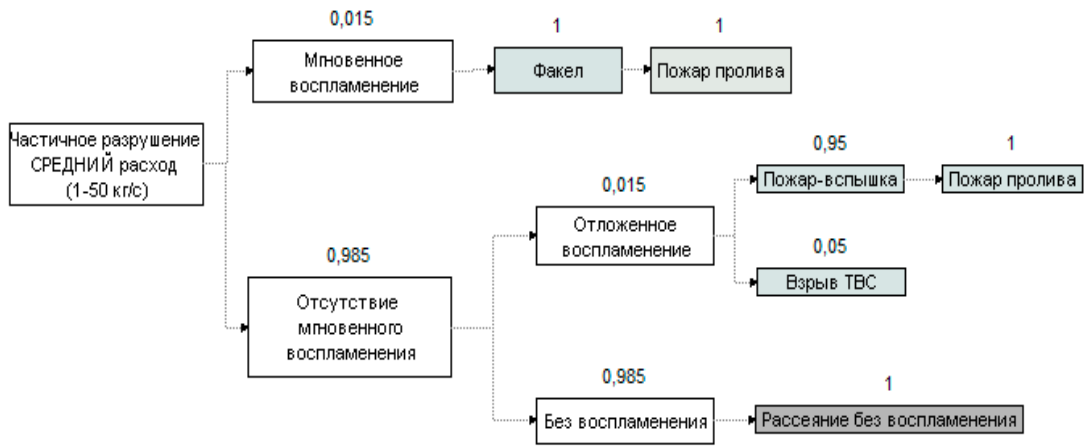 0,015
1
1
Мгновенное
воспламенение
Факел
Пожар пролива
Частичное разрушение
СРЕДНИЙ расход
(1-50 кг/с)
0,95
1
0,015
Пожар-вспышка
Пожар пролива
Отложенное
воспламенение
0,985
0,05
Взрыв ТВС
Отсутствие
мгновенного
воспламенения
0,985
1
Без воспламенения
Рассеяние без воспламенения